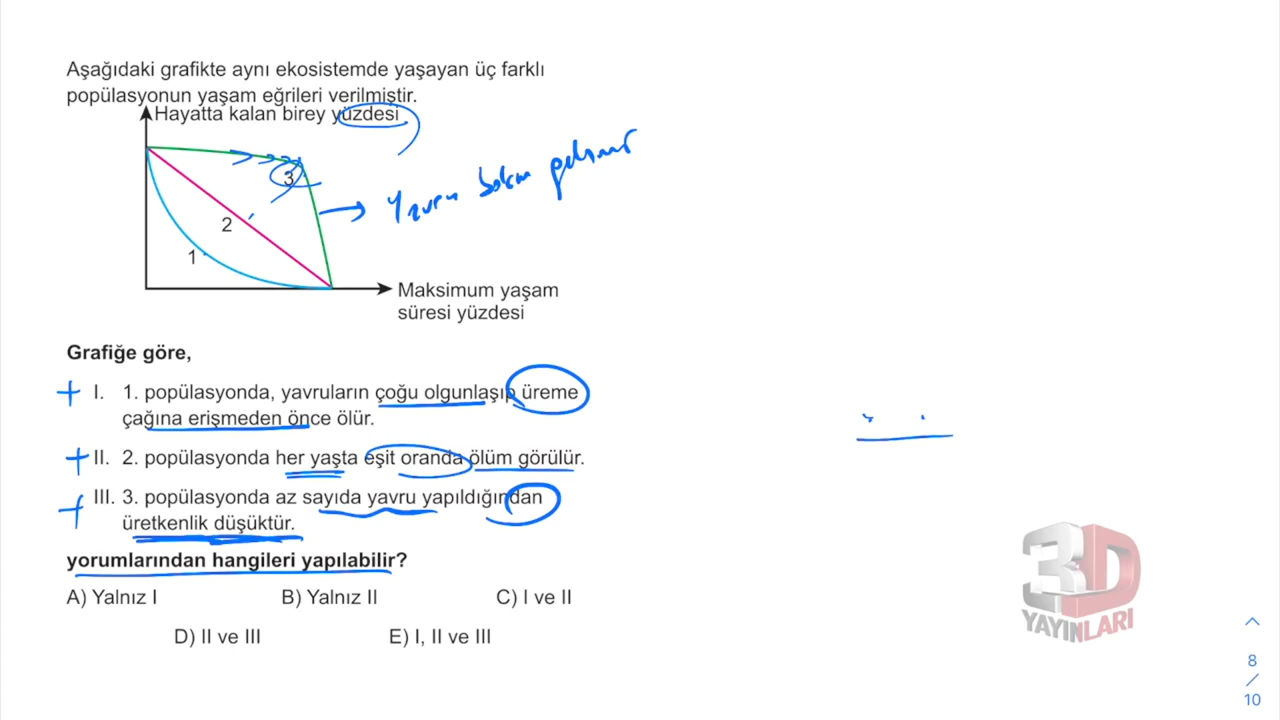 Aşağıdaki grafikte aynı ekosistemde yaşayan üç farklı
popülasyonun yaşam eğrileri verilmiştir.
Hayatta kalan birey yüzdesi
3
2
1
Yavru bakım gelişmiş
Maksimum yaşam
süresi yüzdesi
Grafiğe göre,
+ I. 1. popülasyonda, yavruların çoğu olgunlaşıp üreme
çağına erişmeden önce ölür.
+ II. 2. popülasyonda her yaşta eşit oranda ölüm görülür.
+ III. 3. popülasyonda az sayıda yavru yapıldığından
üretkenlik düşüktür.
yorumlarından hangileri yapılabilir?
A) Yalnız I B) Yalnız II C) I ve II
D) II ve III E) I, II ve III
3D
YAYINLARI
8
/
10